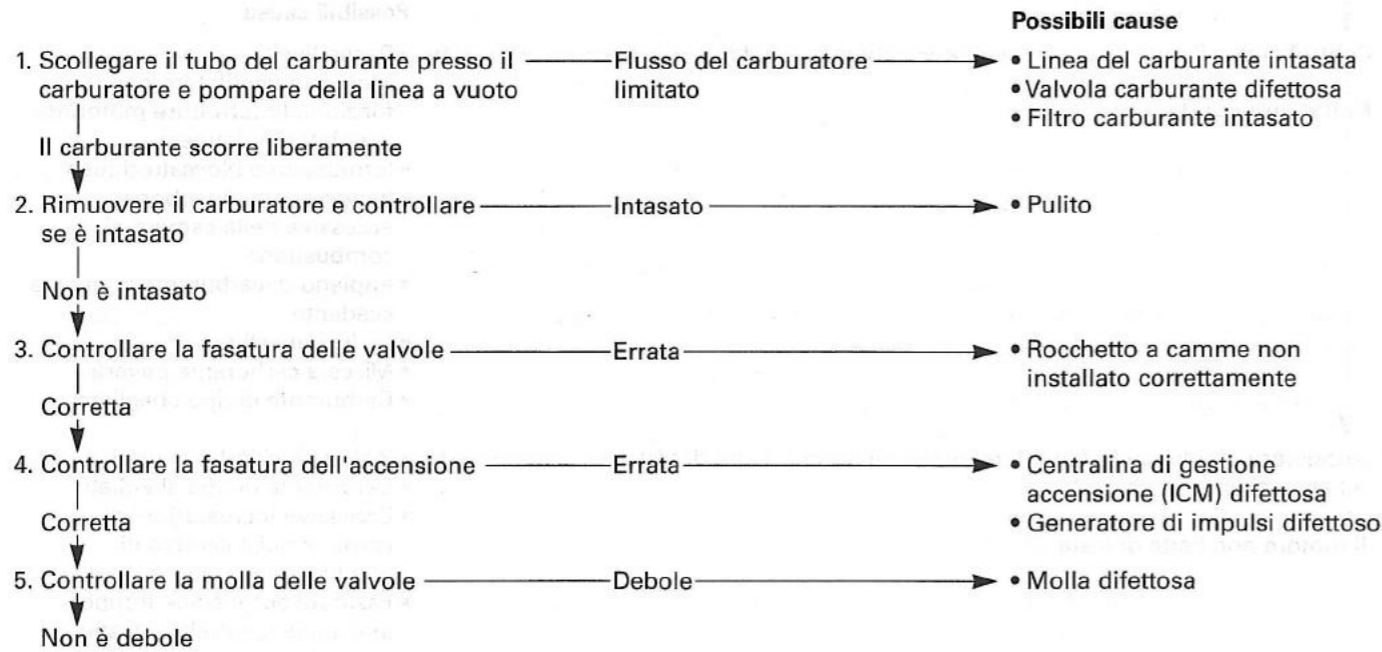 Possibili cause
1. Scollegare il tubo del carburante presso il
carburatore e pompare della linea a vuoto
Flusso del carburatore
limitato
• Linea del carburante intasata
• Valvola carburante difettosa
• Filtro carburante intasato
Il carburante scorre liberamente
2. Rimuovere il carburatore e controllare
se è intasato
Intasato
• Pulito
Non è intasato
3. Controllare la fasatura delle valvole
Errata
• Rocchetto a camme non
installato correttamente
Corretta
4. Controllare la fasatura dell'accensione
Errata
• Centralina di gestione
accensione (ICM) difettosa
• Generatore di impulsi difettoso
Corretta
5. Controllare la molla delle valvole
Debole
• Molla difettosa
Non è debole